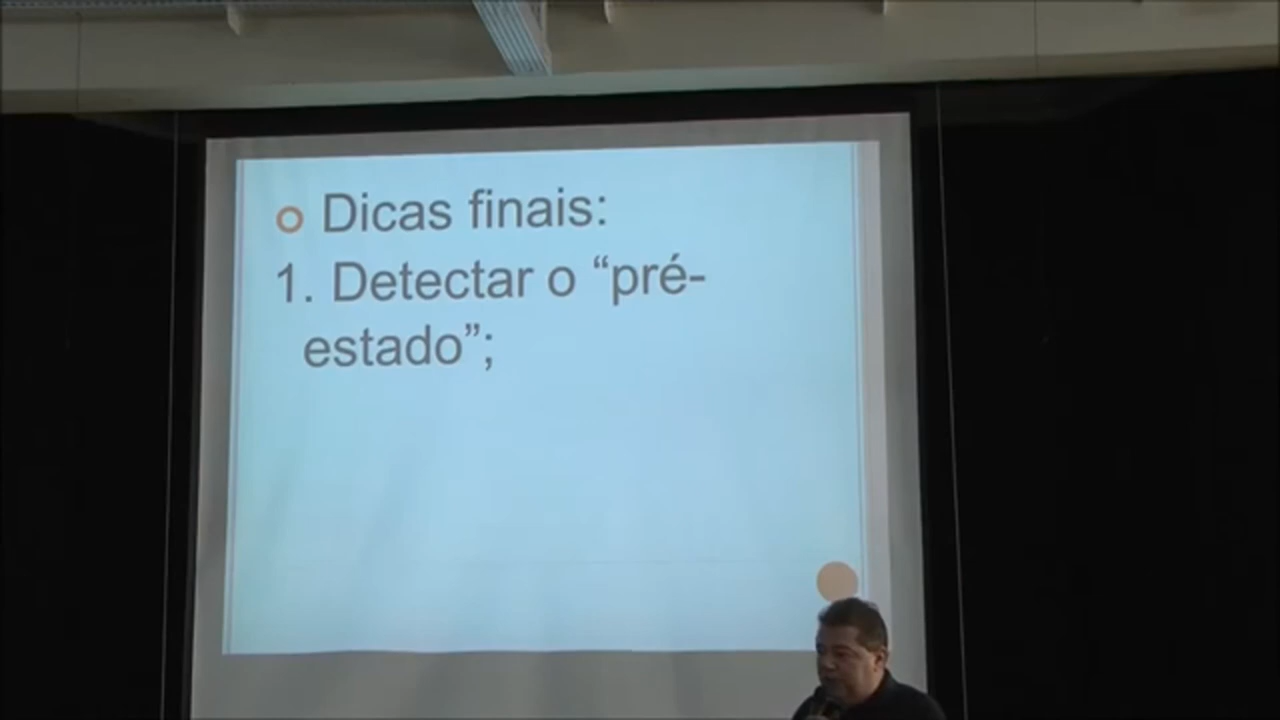 Dicas finais:
1. Detectar o “pré-
estado”;